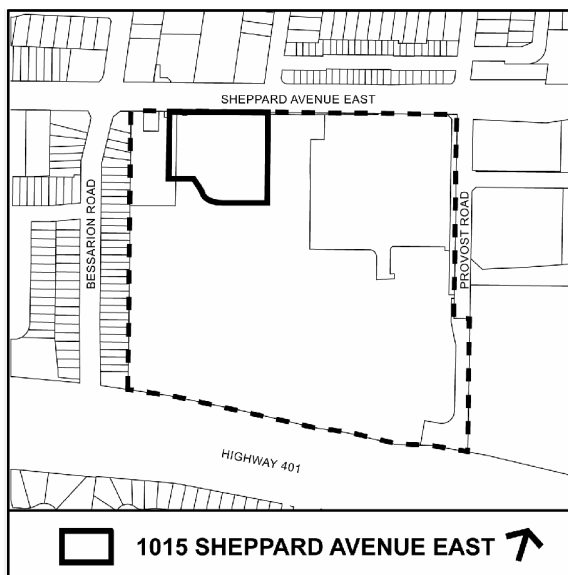 SHEPPARD AVENUE EAST
BESSARION ROAD
PROVOST ROAD
HIGHWAY 401
1015 SHEPPARD AVENUE EAST